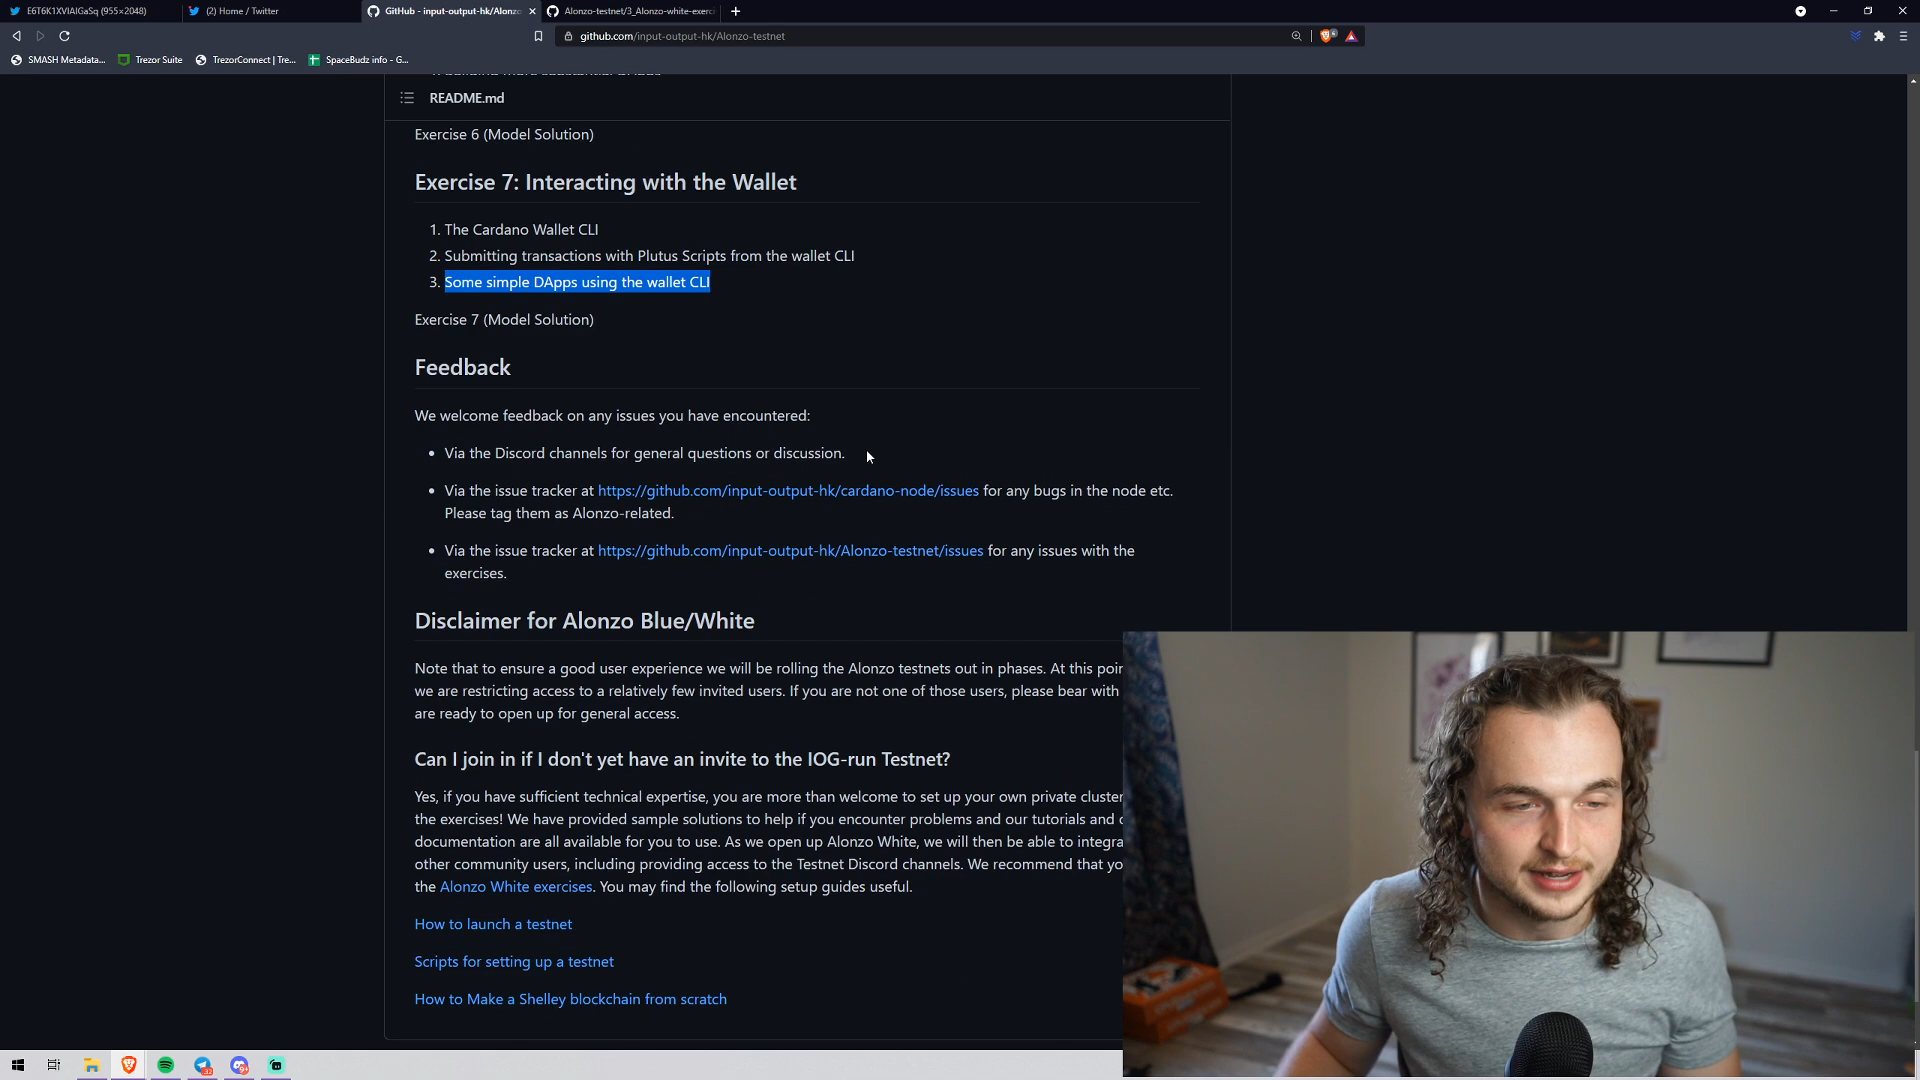 E6T6K1XVIAIGaSq (955×2048)
(2) Home / Twitter
GitHub - input-output-hk/Alonzo
Alonzo-testnet/3_Alonzo-white-exerci
github.com/input-output-hk/Alonzo-testnet
SMASH Metadata...
Trezor Suite
TrezorConnect | Tre...
SpaceBudz info - G...
README.md
Exercise 6 (Model Solution)
Exercise 7: Interacting with the Wallet
1. The Cardano Wallet CLI
2. Submitting transactions with Plutus Scripts from the wallet CLI
3. Some simple DApps using the wallet CLI
Exercise 7 (Model Solution)
Feedback
We welcome feedback on any issues you have encountered:
• Via the Discord channels for general questions or discussion.
• Via the issue tracker at https://github.com/input-output-hk/cardano-node/issues for any bugs in the node etc.
Please tag them as Alonzo-related.
• Via the issue tracker at https://github.com/input-output-hk/Alonzo-testnet/issues for any issues with the
exercises.
Disclaimer for Alonzo Blue/White
Note that to ensure a good user experience we will be rolling the Alonzo testnets out in phases. At this poin
we are restricting access to a relatively few invited users. If you are not one of those users, please bear with
are ready to open up for general access.
Can I join in if I don't yet have an invite to the IOG-run Testnet?
Yes, if you have sufficient technical expertise, you are more than welcome to set up your own private cluster
the exercises! We have provided sample solutions to help if you encounter problems and our tutorials and
documentation are all available for you to use. As we open up Alonzo White, we will then be able to integra
other community users, including providing access to the Testnet Discord channels. We recommend that yo
the Alonzo White exercises. You may find the following setup guides useful.
How to launch a testnet
Scripts for setting up a testnet
How to Make a Shelley blockchain from scratch